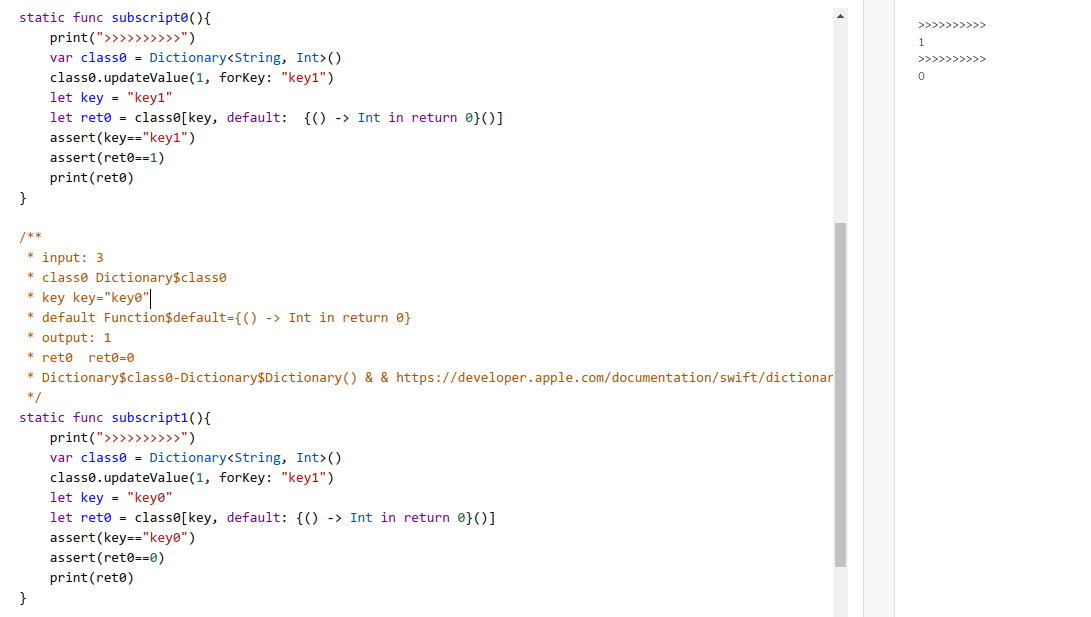 static func subscript0(){
    print(">>>>>>>>>>")
    var class0 = Dictionary<String, Int>()
    class0.updateValue(1, forKey: "key1")
    let key = "key1"
    let ret0 = class0[key, default:  {() -> Int in return 0}()]
    assert(key=="key1")
    assert(ret0==1)
    print(ret0)
}
/**
 * input: 3
 * class0 Dictionary$class0
 * key key="key0"
 * default Function$default={() -> Int in return 0}
 * output: 1
 * ret0  ret0=0
 * Dictionary$class0-Dictionary$Dictionary() & & https://developer.apple.com/documentation/swift/dictionar
 */
static func subscript1(){
    print(">>>>>>>>>>")
    var class0 = Dictionary<String, Int>()
    class0.updateValue(1, forKey: "key1")
    let key = "key0"
    let ret0 = class0[key, default: {() -> Int in return 0}()]
    assert(key=="key0")
    assert(ret0==0)
    print(ret0)
}
>>>>>>>>>>
1
>>>>>>>>>>
0